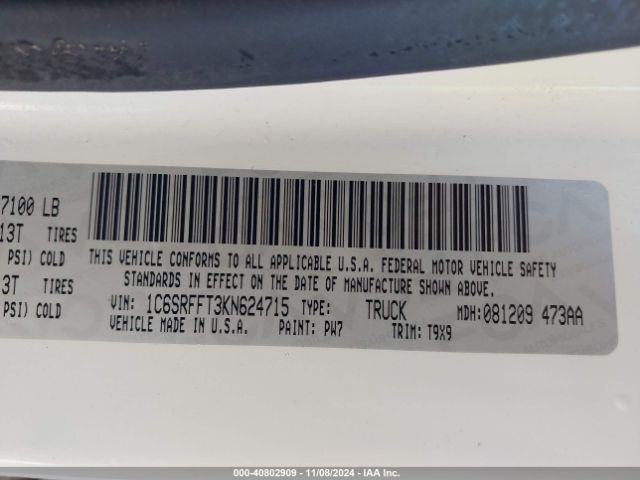 7100 LB
13T TIRES
PSI) COLD
3T TIRES
PSI) COLD
THIS VEHICLE CONFORMS TO ALL APPLICABLE U.S.A. FEDERAL MOTOR VEHICLE SAFETY
STANDARDS IN EFFECT ON THE DATE OF MANUFACTURE SHOWN ABOVE.
VIN: 1C6SRFFT3KN624715 TYPE: TRUCK MDH:081209 473AA
VEHICLE MADE IN U.S.A. PAINT: PW7 TRIM: T9X9
000-40802909 - 11/08/2024 - IAA Inc.